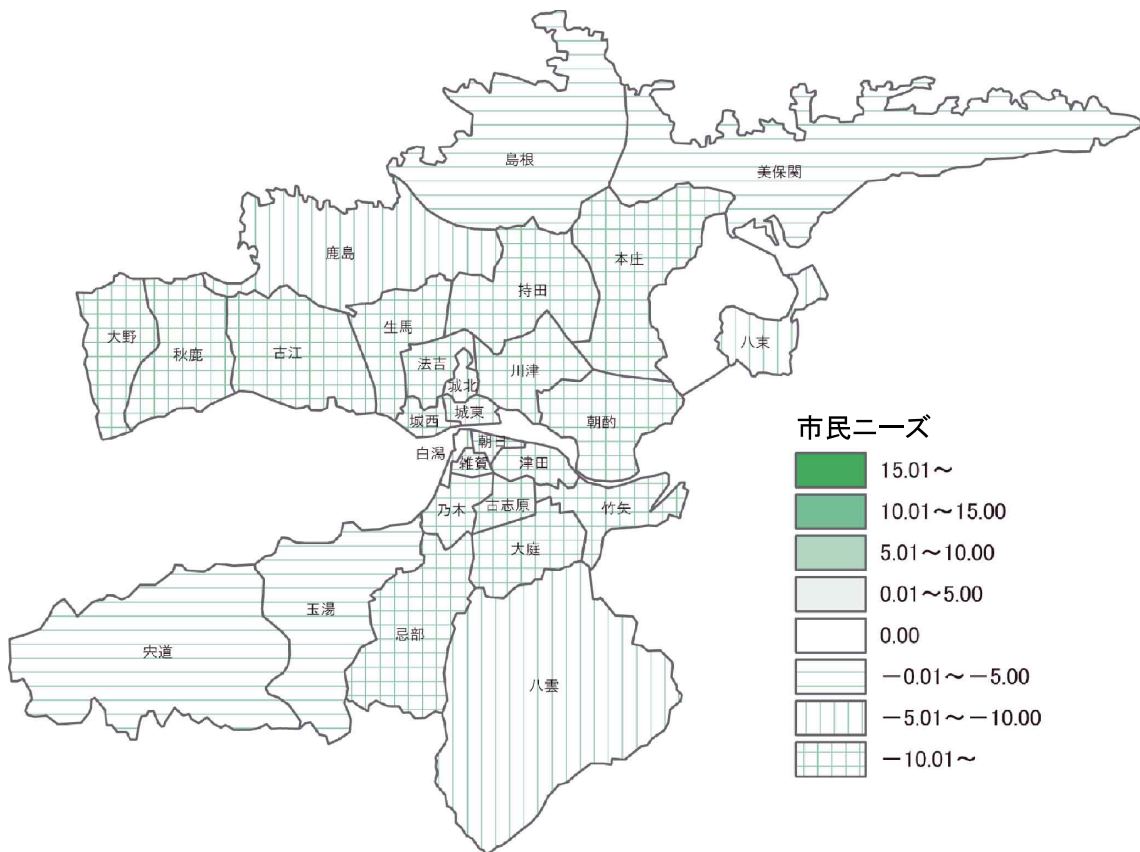 島根
美保関
鹿島
本庄
持田
大野
秋鹿
古江
生馬
法吉
川津
八束
城北
城西
城東
朝酌
白潟
朝日
雑賀
津田
乃木
古志原
竹矢
大庭
玉湯
忌部
宍道
八雲
市民ニーズ
15.01～
10.01～15.00
5.01～10.00
0.01～5.00
0.00
－0.01～－5.00
－5.01～－10.00
－10.01～